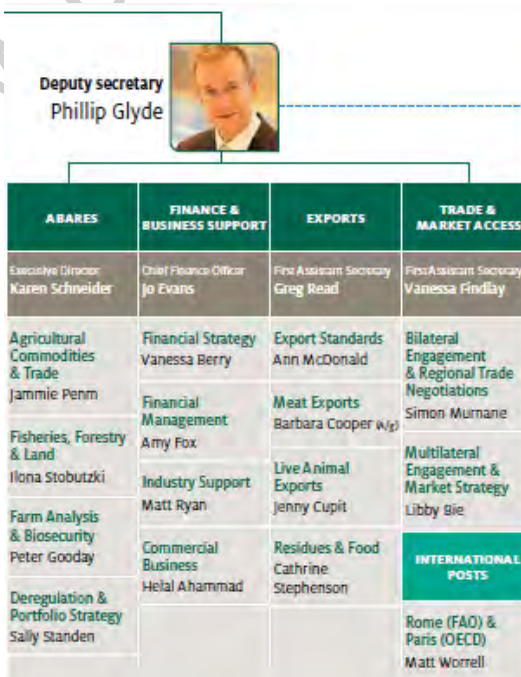 Deputy secretary
Phillip Glyde
ABARES
Executive Director
Karen Schneider
Agricultural
Commodities
& Trade
Jammie Penm
Fisheries, Forestry
& Land
Ilona Stobutzki
Farm Analysis
& Biosecurity
Peter Gooday
Deregulation &
Portfolio Strategy
Sally Standen
FINANCE &
BUSINESS SUPPORT
Chief Finance Officer
Jo Evans
Financial Strategy
Vanessa Berry
Financial
Management
Amy Fox
Industry Support
Matt Ryan
Commercial
Business
Helal Ahammad
EXPORTS
First Assistant Secretary
Greg Read
Export Standards
Ann McDonald
Meat Exports
Barbara Cooper (A/g)
Live Animal
Exports
Jenny Cupit
Residues & Food
Cathrine
Stephenson
TRADE &
MARKET ACCESS
First Assistant Secretary
Vanessa Findlay
Bilateral
Engagement
& Regional Trade
Negotiations
Simon Murnane
Multilateral
Engagement &
Market Strategy
Libby Bie
INTERNATIONAL
POSTS
Rome (FAO) &
Paris (OECD)
Matt Worrell